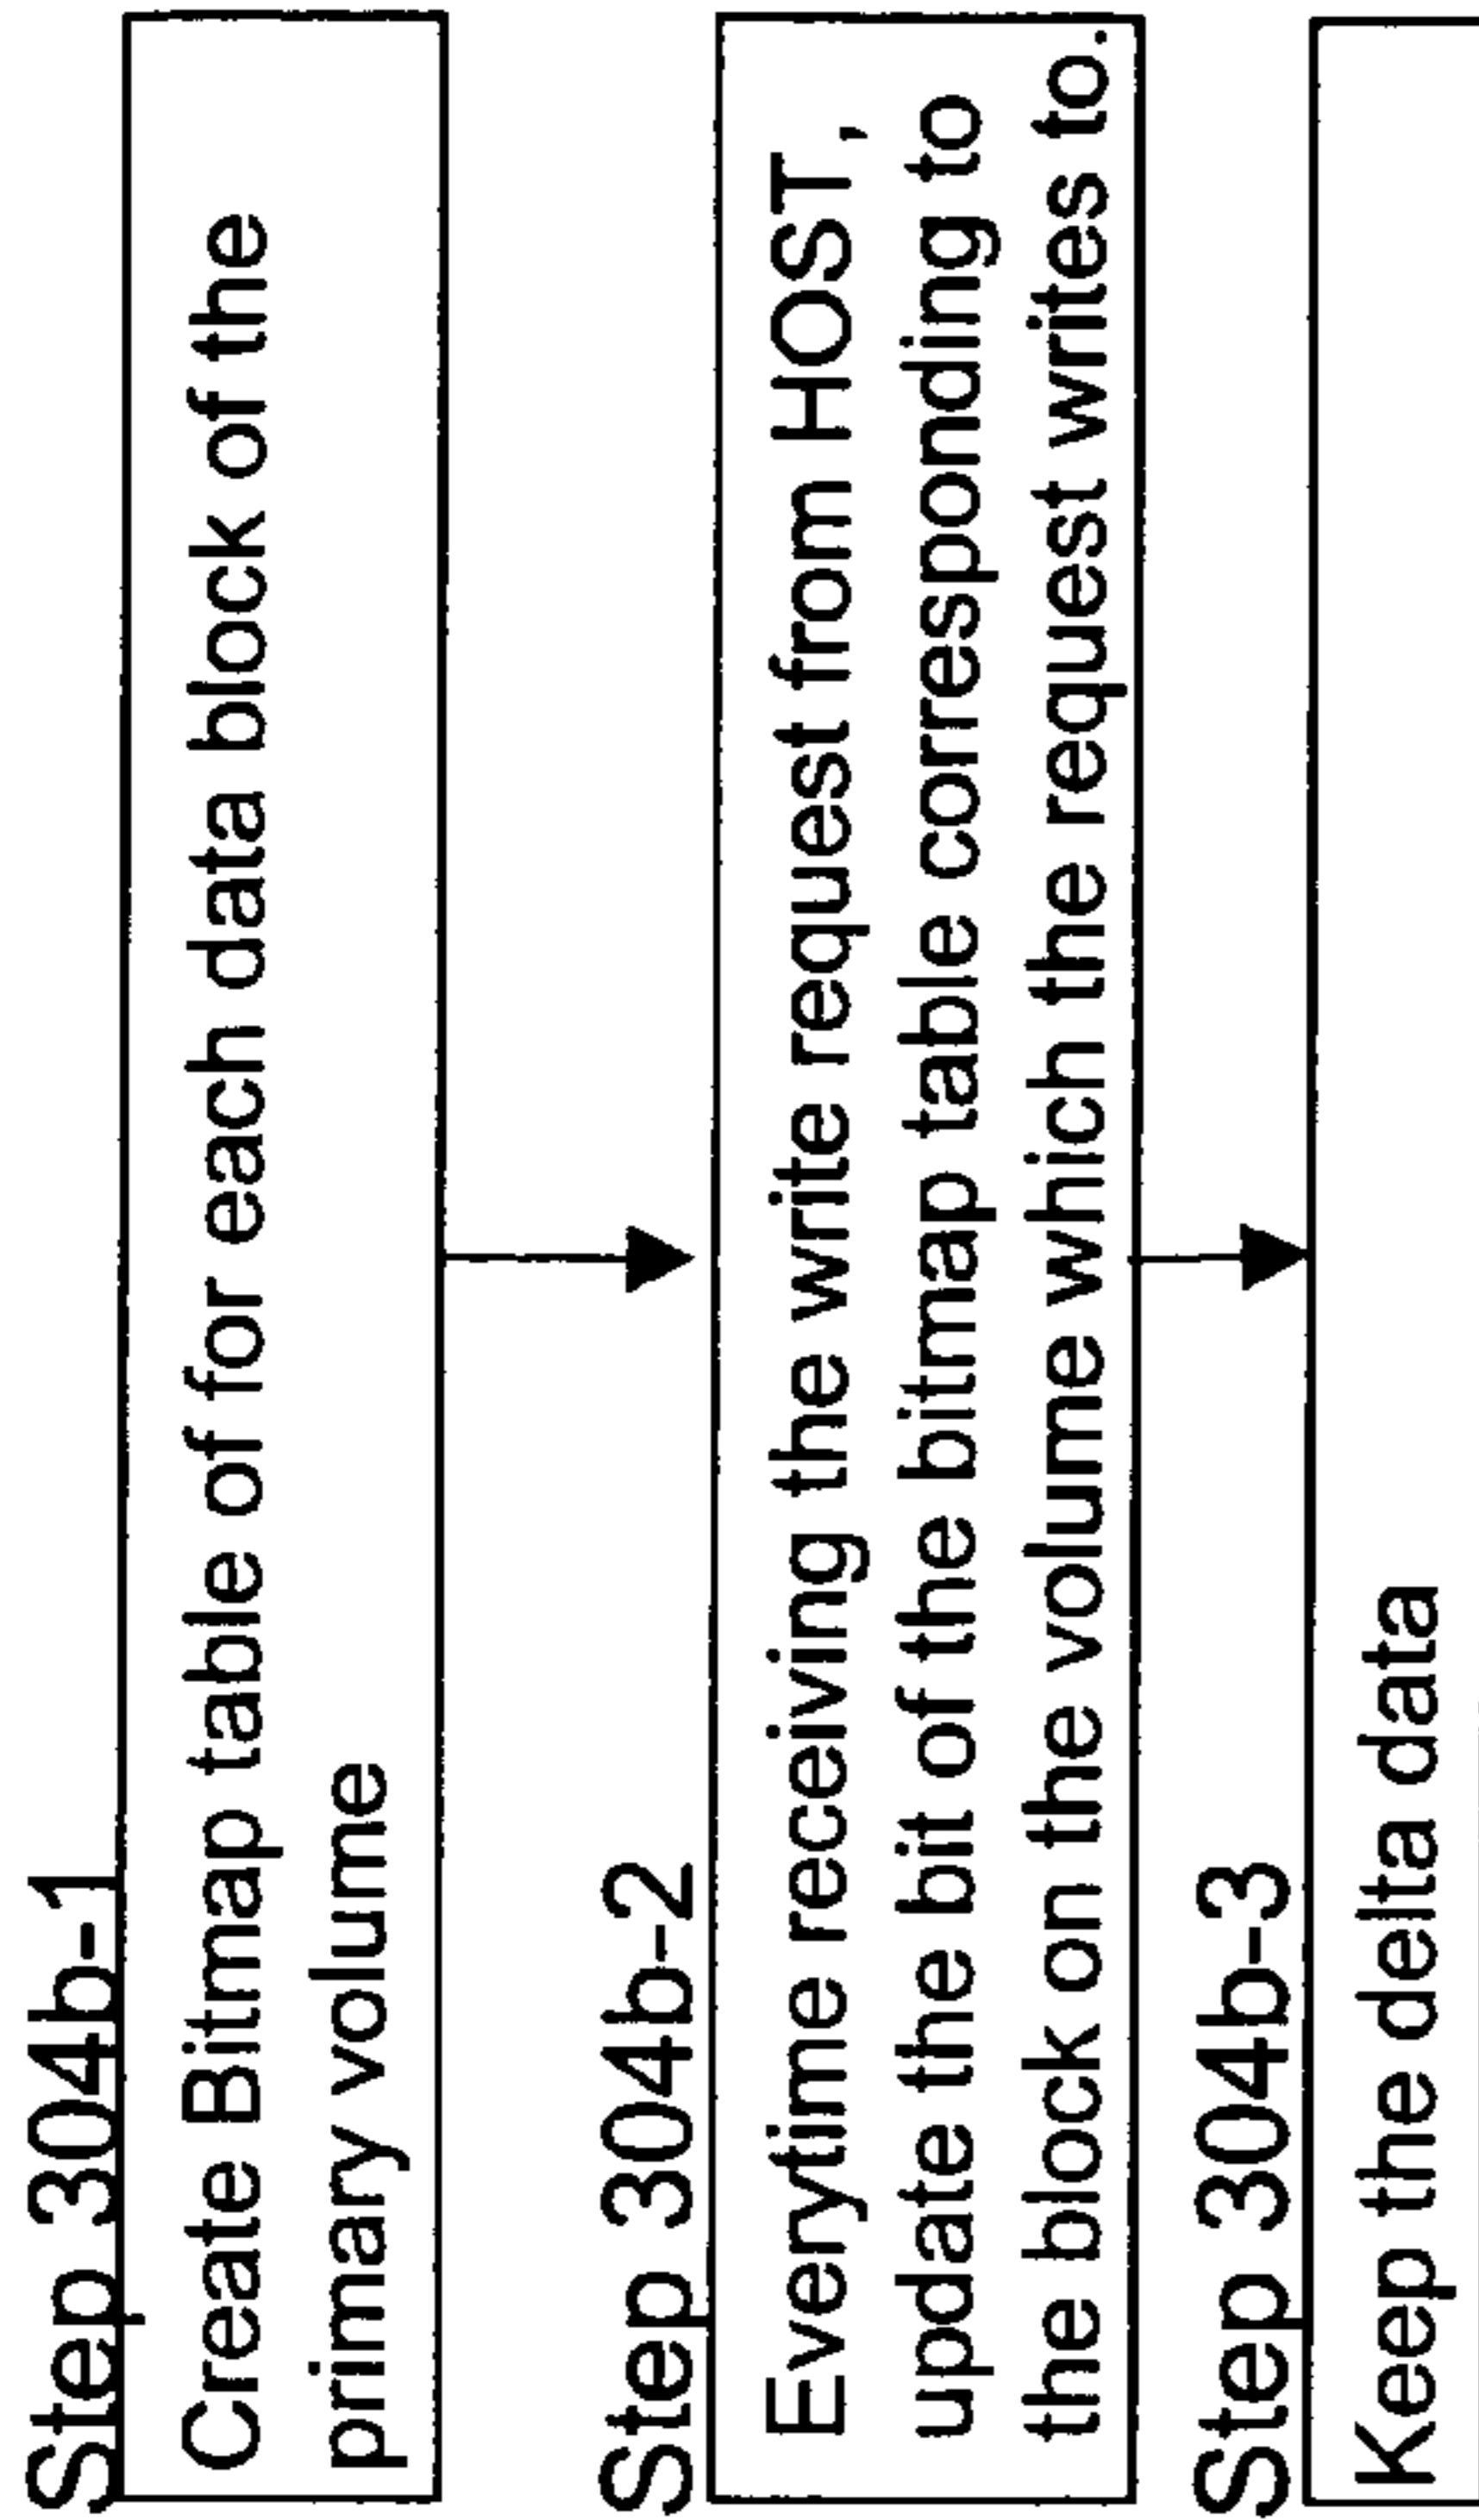 Step 304b-1
Create Bitmap table of for each data block of the
primary volume
Step 304b-2
Everytime receiving the write request from HOST,
update the bit of the bitmap table corresponding to
the block on the volume which the request writes to.
Step 304b-3
Keep the delta data